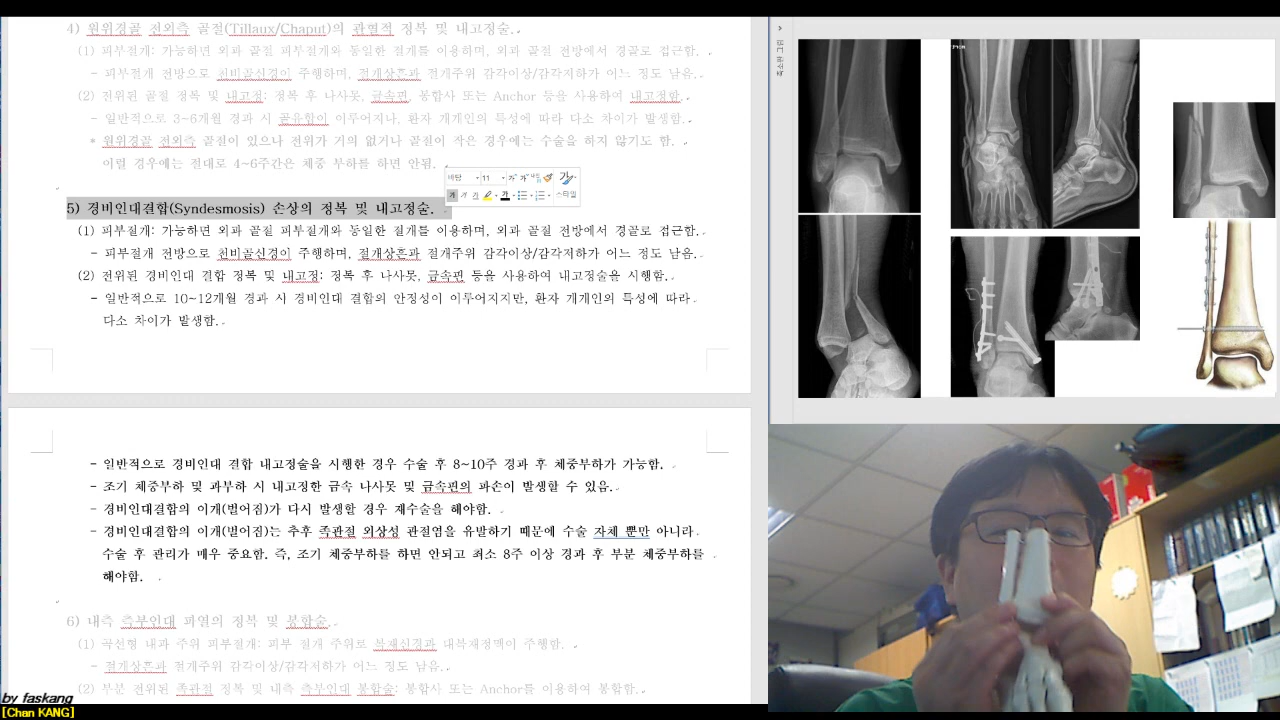 4) 원위경골 전외측 골절(Tillaux/Chaput)의 관혈적 정복 및 내고정술.
(1) 피부절개: 가능하면 외과 골절 피부절개와 동일한 절개를 이용하며, 외과 골절 전방에서 경골로 접근함.
- 피부절개 전방으로 천비골신경이 주행하며, 절개상흔과 절개주위 감각이상/감각저하가 어느 정도 남음.
(2) 전위된 골절 정복 및 내고정: 정복 후 나사못, 금속핀, 봉합사 또는 Anchor 등을 사용하여 내고정함.
- 일반적으로 3~6개월 경과 시 골유합이 이루어지나, 환자 개개인의 특성에 따라 다소 차이가 발생함.
* 원위경골 전외측 골절이 있으나 전위가 거의 없거나 골절이 작은 경우에는 수술을 하지 않기도 함.
이럴 경우에는 절대로 4~6주간은 체중 부하를 하면 안됨.
바탕 11 가 가
가 가 가 가 스타일
5) 경비인대결합(Syndesmosis) 손상의 정복 및 내고정술.
(1) 피부절개: 가능하면 외과 골절 피부절개와 동일한 절개를 이용하며, 외과 골절 전방에서 경골로 접근함.
- 피부절개 전방으로 천비골신경이 주행하며, 절개상흔과 절개주위 감각이상/감각저하가 어느 정도 남음.
(2) 전위된 경비인대 결합 정복 및 내고정: 정복 후 나사못, 금속핀 등을 사용하여 내고정술을 시행함.
- 일반적으로 10~12개월 경과 시 경비인대 결합의 안정성이 이루어지지만, 환자 개개인의 특성에 따라
다소 차이가 발생함.
- 일반적으로 경비인대 결합 내고정술을 시행한 경우 수술 후 8~10주 경과 후 체중부하가 가능함.
- 조기 체중부하 및 과부하 시 내고정한 금속 나사못 및 금속핀의 파손이 발생할 수 있음.
- 경비인대결합의 이개(벌어짐)가 다시 발생할 경우 재수술을 해야함.
- 경비인대결합의 이개(벌어짐)는 추후 족관절 외상성 관절염을 유발하기 때문에 수술 자체 뿐만 아니라
수술 후 관리가 매우 중요함. 즉, 조기 체중부하를 하면 안되고 최소 8주 이상 경과 후 부분 체중부하를
해야함.
6) 내측 측부인대 파열의 정복 및 봉합술.
(1) 곡선형 내과 주위 피부절개: 피부 절개 주위로 복재신경과 대복재정맥이 주행함.
- 절개상흔과 절개주위 감각이상/감각저하가 어느 정도 남음.
(2) 부분 전위된 족관절 정복 및 내측 측부인대 봉합술: 봉합사 또는 Anchor를 이용하여 봉합함.
by faskang
[Chan KANG]